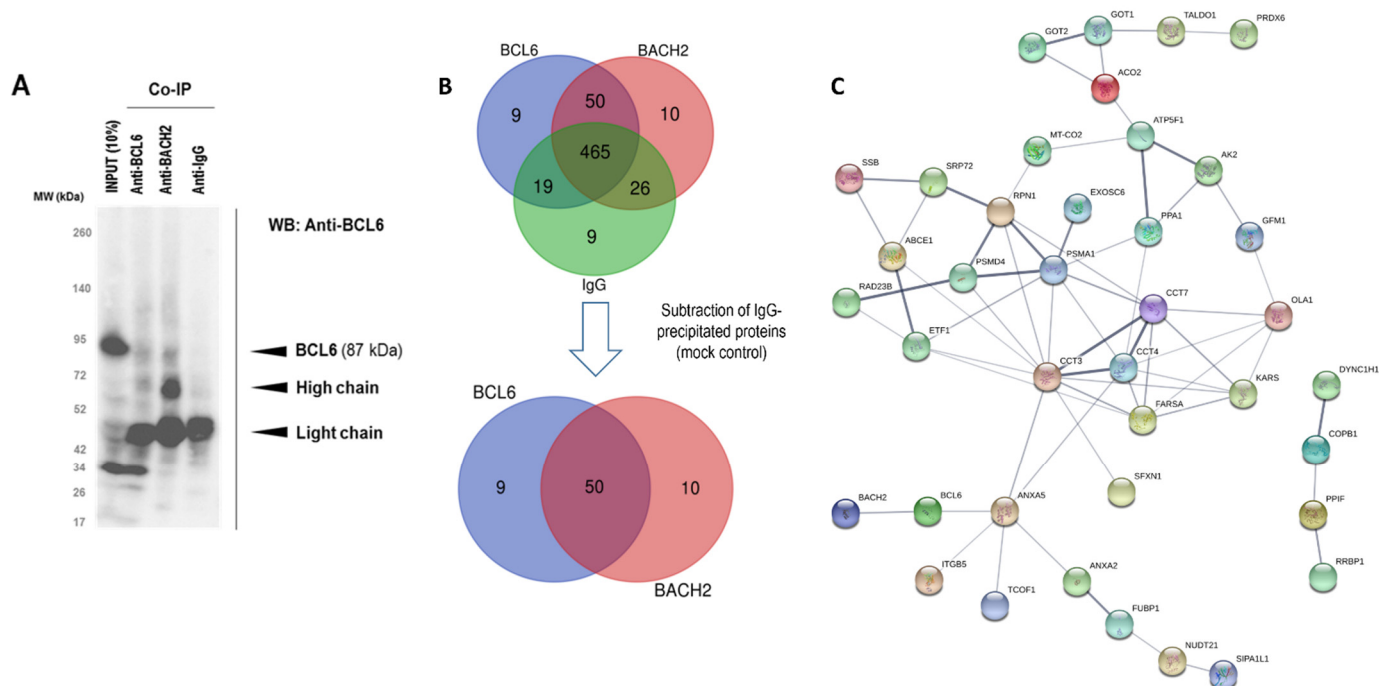 A
Co-IP
INPUT (10%)
Anti-BCL6
Anti-BACH2
Anti-IgG
MW (kDa)
260
140
95
72
52
42
34
26
17
WB: Anti-BCL6
BCL6 (87 kDa)
High chain
Light chain
B
BCL6
BACH2
9
50
10
465
19
26
9
IgG
Subtraction of IgG-
precipitated proteins
(mock control)
BCL6
9
50
10
BACH2
C
GOT1
TALDO1
PRDX6
GOT2
ACO2
ATP5F1
MT-CO2
AK2
SSB
SRP72
EXOSC6
RPN1
PPA1
GFM1
ABCE1
PSMA1
PSMD4
RAD23B
CCT7
OLA1
ETF1
CCT4
CCT3
KARS
DYNC1H1
FARSA
COPB1
SFXN1
BACH2
BCL6
ANXA5
PPIF
ITGB5
ANXA2
RRBP1
TCOF1
FUBP1
NUDT21
SIPA1L1